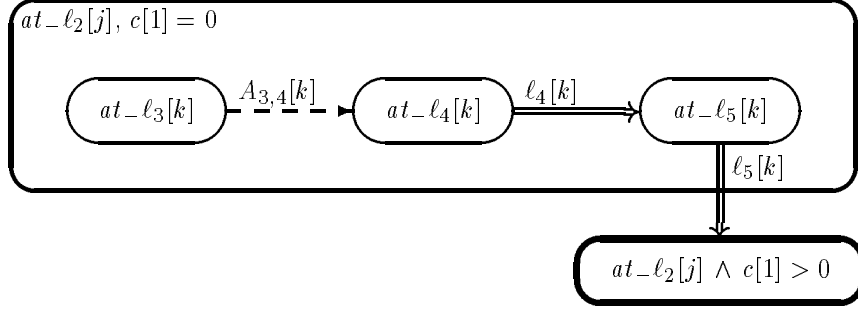 at_ℓ₂[j], c[1] = 0
at_ℓ₃[k] A₃,₄[k] at_ℓ₄[k] ℓ₄[k] at_ℓ₅[k]
ℓ₅[k]
at_ℓ₂[j] ∧ c[1] > 0